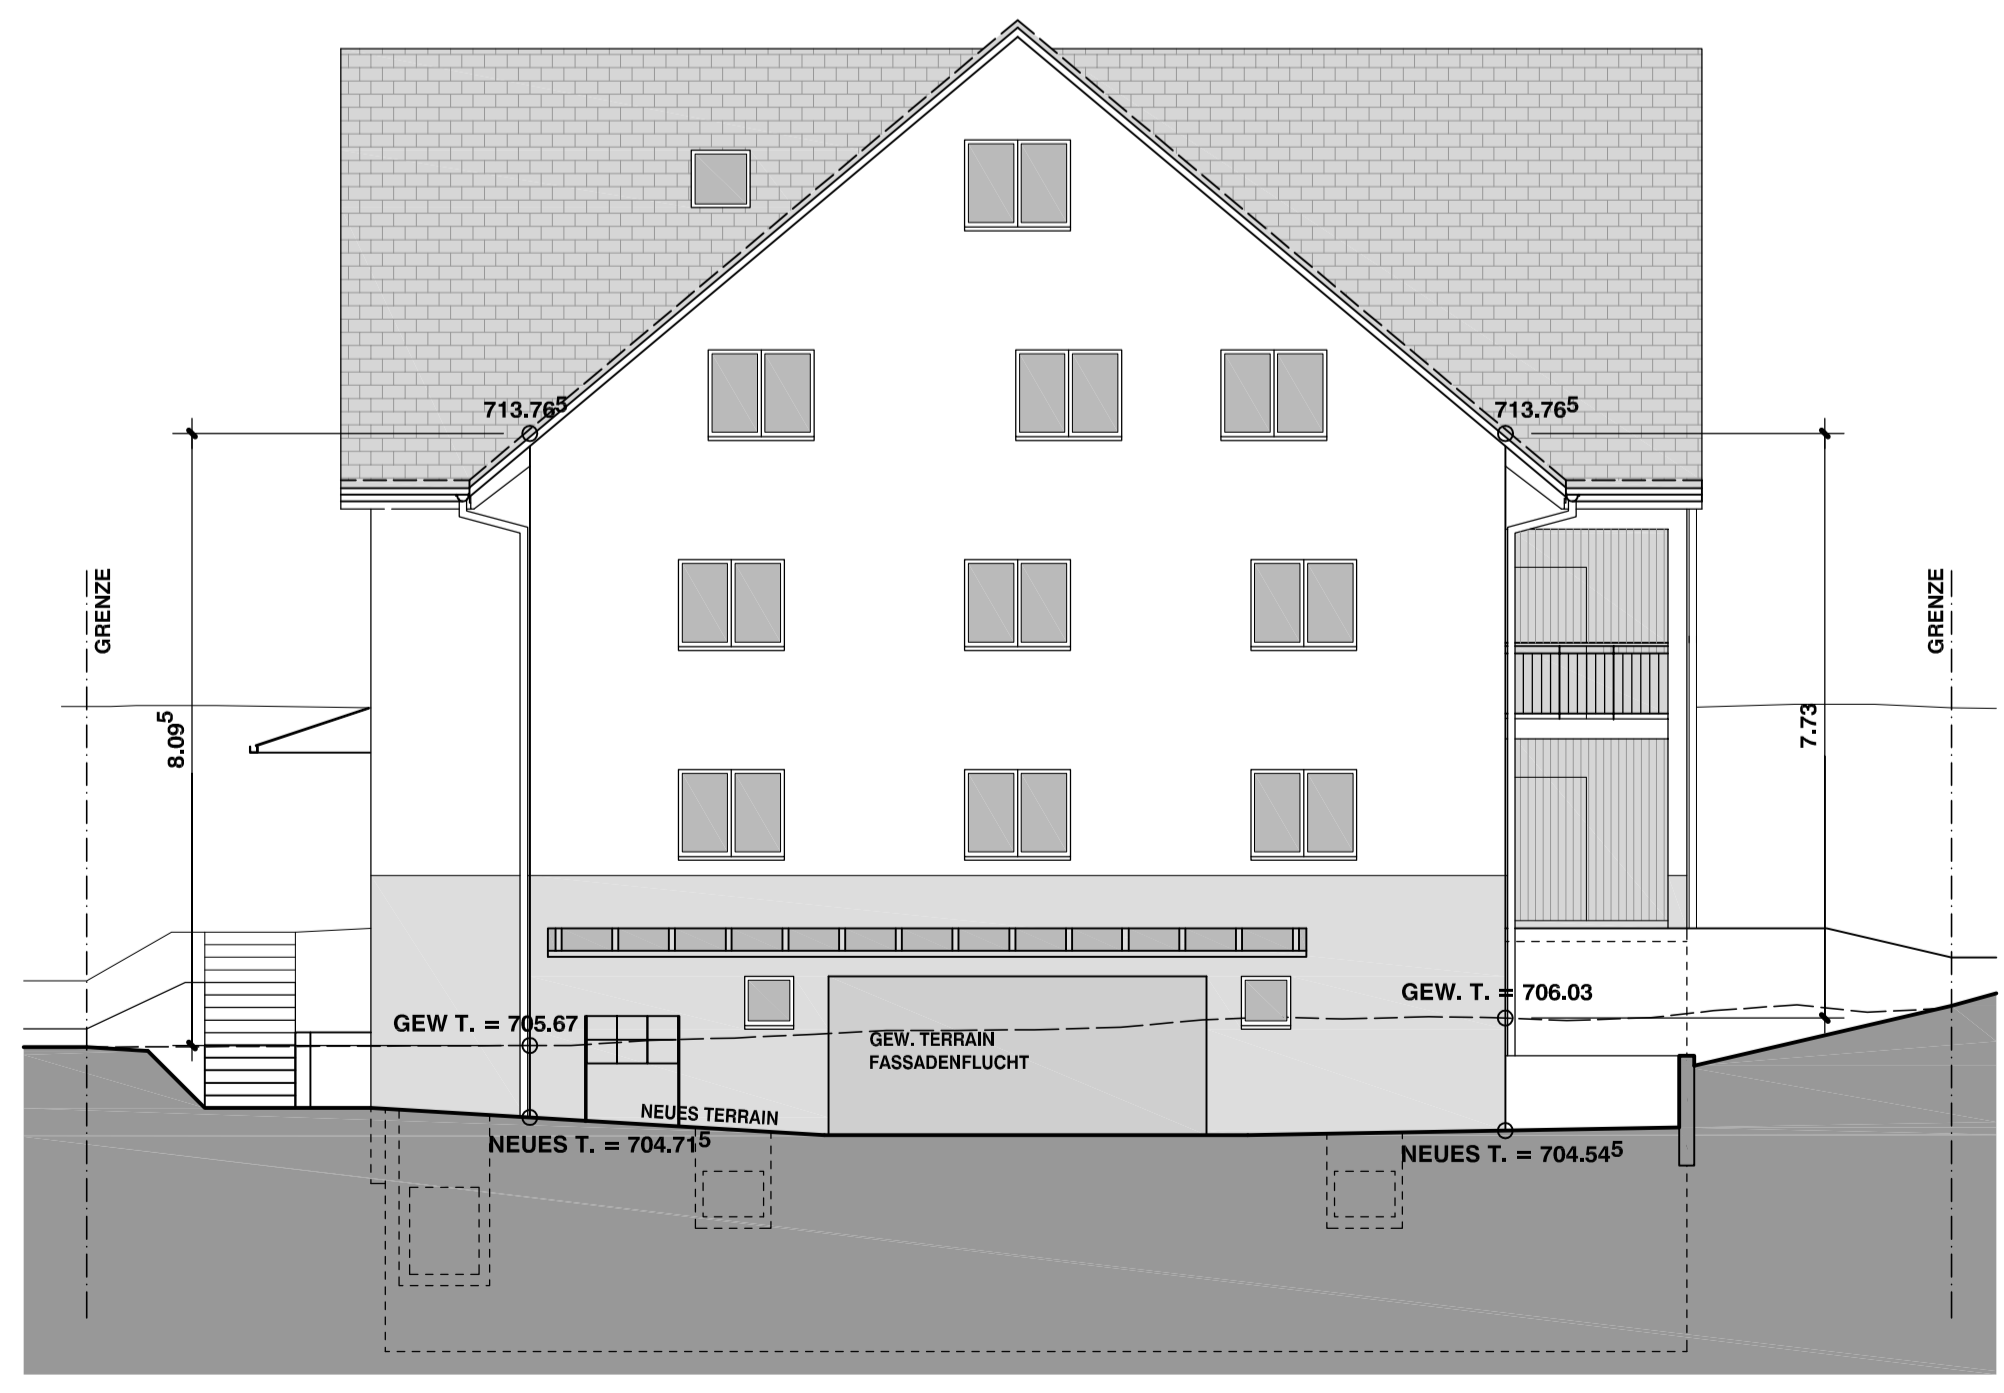 713.76⁵
713.76⁵
GRENZE
GRENZE
8.09⁵
7.73
GEW. T. = 706.03
GEW T. = 705.67
GEW. TERRAIN
FASSADENFLUCHT
NEUES TERRAIN
NEUES T. = 704.71⁵
NEUES T. = 704.54⁵